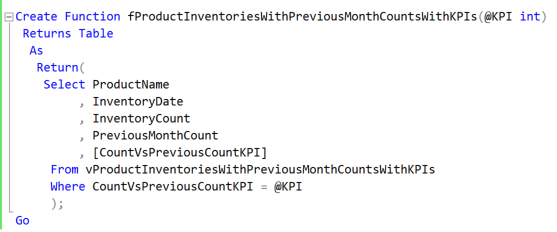 Create Function fProductInventoriesWithPreviousMonthCountsWithKPIs(@KPI int)
Returns Table
As
Return(
Select ProductName
, InventoryDate
, InventoryCount
, PreviousMonthCount
, [CountVsPreviousCountKPI]
From vProductInventoriesWithPreviousMonthCountsWithKPIs
Where CountVsPreviousCountKPI = @KPI
);
Go